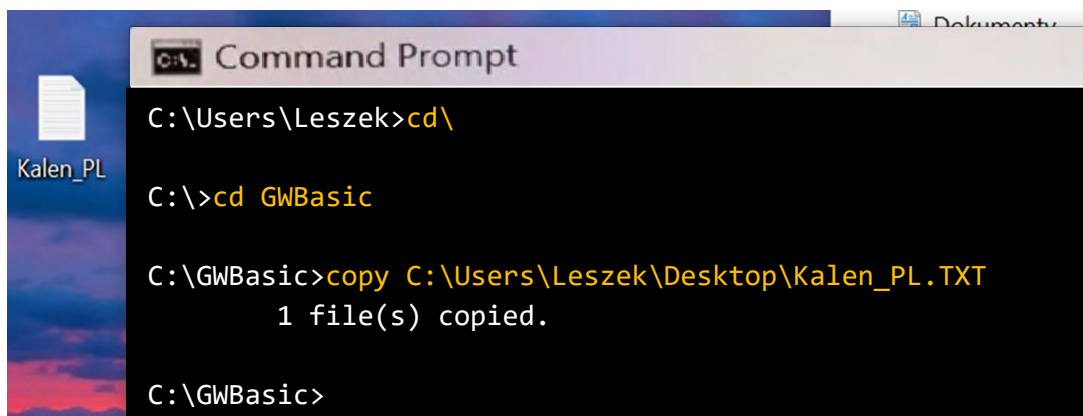 Dokumenty
Command Prompt
C:\Users\Leszek>cd\
Kalen_PL
C:\>cd GWBasic
C:\GWBasic>copy C:\Users\Leszek\Desktop\Kalen_PL.TXT
1 file(s) copied.
C:\GWBasic>